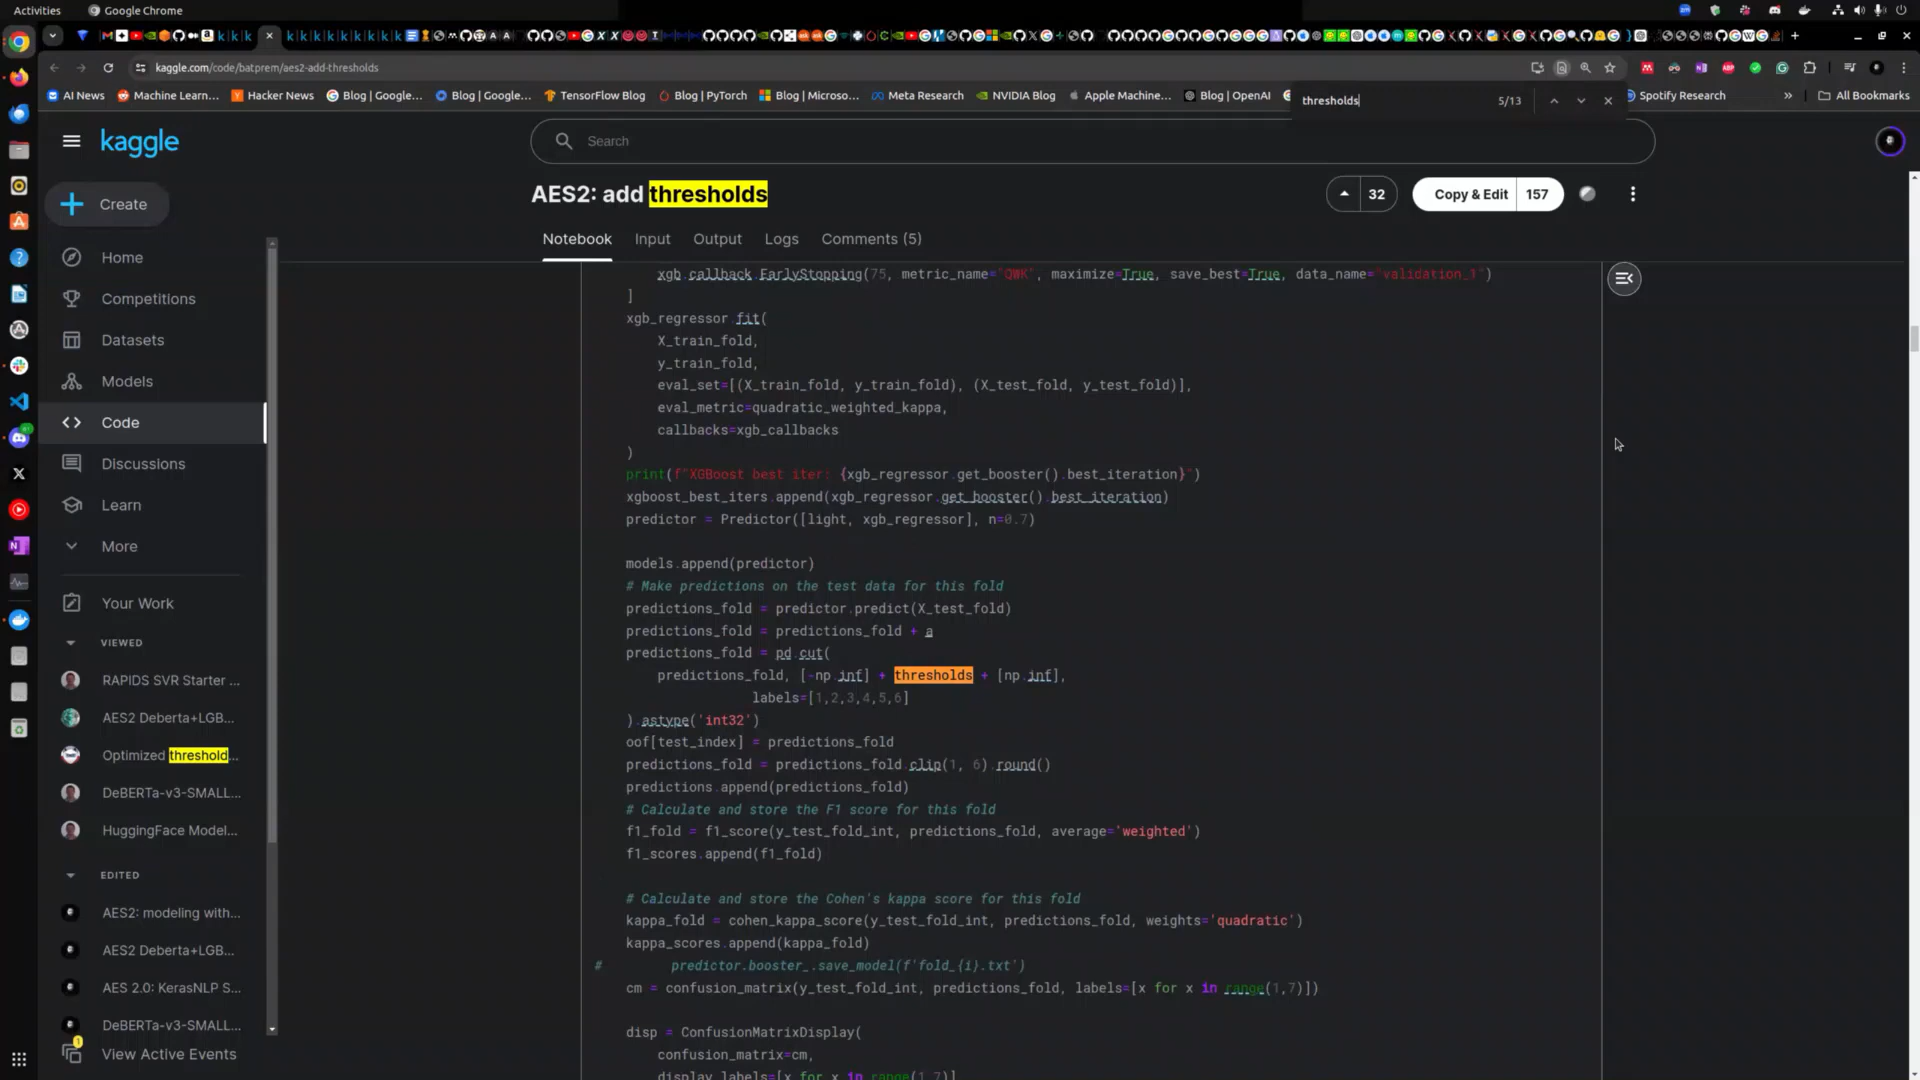 Activities
Google Chrome
kaggle.com/code/batprem/aes2-add-thresholds
AI News
Machine Learn...
Hacker News
Blog | Google...
Blog | Google...
TensorFlow Blog
Blog | PyTorch
Blog | Microso...
Meta Research
NVIDIA Blog
Apple Machine...
Blog | OpenAI
Spotify Research
»
All Bookmarks
thresholds
5/13
kaggle
Search
Create
Home
Competitions
Datasets
Models
Code
Discussions
Learn
More
Your Work
VIEWED
RAPIDS SVR Starter ...
AES2 Deberta+LGB...
Optimized threshold...
DeBERTa-v3-SMALL...
HuggingFace Model...
EDITED
AES2: modeling with...
AES2 Deberta+LGB...
AES 2.0: KerasNLP S...
DeBERTa-v3-SMALL...
1
View Active Events
AES2: add thresholds
32
Copy & Edit
157
Notebook
Input
Output
Logs
Comments (5)
xgb.callback.EarlyStopping(75, metric_name="QWK", maximize=True, save_best=True, data_name="validation_1")
]
xgb_regressor.fit(
X_train_fold,
y_train_fold,
eval_set=[(X_train_fold, y_train_fold), (X_test_fold, y_test_fold)],
eval_metric=quadratic_weighted_kappa,
callbacks=xgb_callbacks
)
print(f"XGBoost best iter: {xgb_regressor.get_booster().best_iteration}")
xgboost_best_iters.append(xgb_regressor.get_booster().best_iteration)
predictor = Predictor([light, xgb_regressor], n=0.7)
models.append(predictor)
# Make predictions on the test data for this fold
predictions_fold = predictor.predict(X_test_fold)
predictions_fold = predictions_fold + a
predictions_fold = pd.cut(
predictions_fold, [-np.inf] + thresholds + [np.inf],
labels=[1,2,3,4,5,6]
).astype('int32')
oof[test_index] = predictions_fold
predictions_fold = predictions_fold.clip(1, 6).round()
predictions.append(predictions_fold)
# Calculate and store the F1 score for this fold
f1_fold = f1_score(y_test_fold_int, predictions_fold, average='weighted')
f1_scores.append(f1_fold)
# Calculate and store the Cohen's kappa score for this fold
kappa_fold = cohen_kappa_score(y_test_fold_int, predictions_fold, weights='quadratic')
kappa_scores.append(kappa_fold)
# predictor.booster_.save_model(f'fold_{i}.txt')
cm = confusion_matrix(y_test_fold_int, predictions_fold, labels=[x for x in range(1,7)])
disp = ConfusionMatrixDisplay(
confusion_matrix=cm,
display_labels=[x for x in range(1,7)]